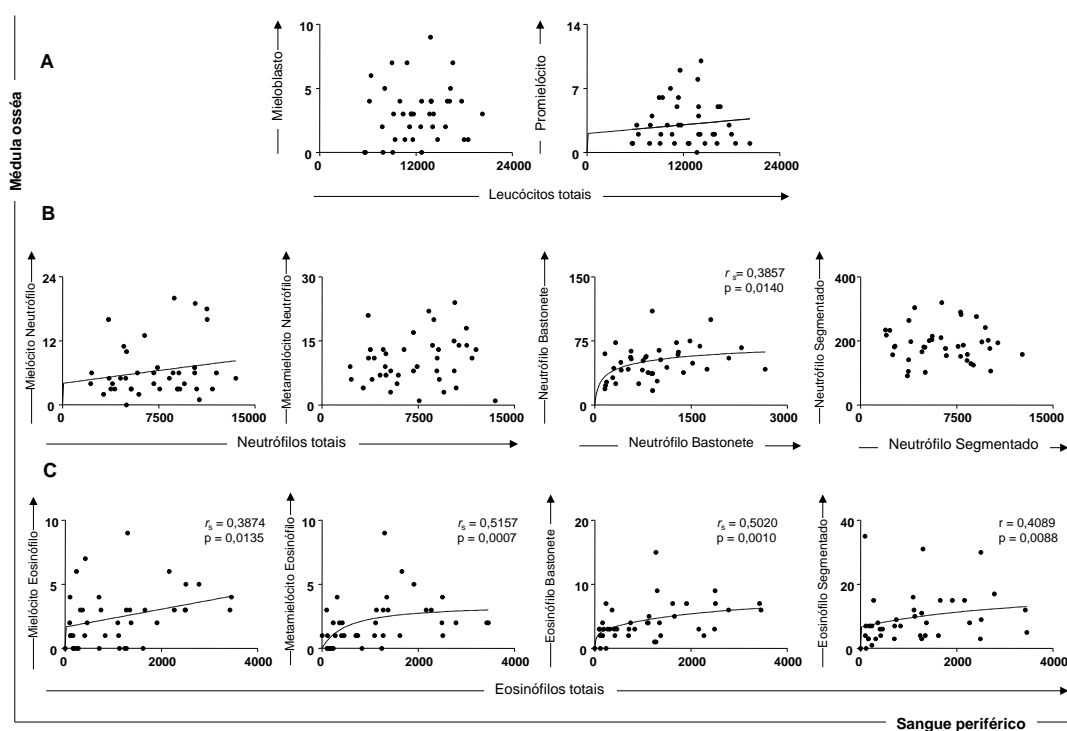 A
Médula osséa
Mieloblasto
10
5
0
0
12000
24000
Promielócito
14
7
0
0
12000
24000
Leucócitos totais
B
Mielócito Neutrófilo
24
12
0
0
7500
15000
Metamielócito Neutrófilo
30
15
0
0
7500
15000
Neutrófilos totais
Neutrófilo Bastonete
150
75
0
0
3000
rs= 0,3857
p = 0,0140
Neutrófilo Bastonete
Neutrófilo Segmentado
400
200
0
0
7500
15000
Neutrófilo Segmentado
C
Mielócito Eosinófilo
10
5
0
0
2000
4000
rs = 0,3874
p = 0,0135
Metamielócito Eosinófilo
10
5
0
0
2000
4000
rs = 0,5157
p = 0,0007
Eosinófilo Bastonete
20
10
0
0
2000
4000
rs = 0,5020
p = 0,0010
Eosinófilo Segmentado
40
20
0
0
2000
4000
r = 0,4089
p = 0,0088
Eosinófilos totais
Sangue periférico